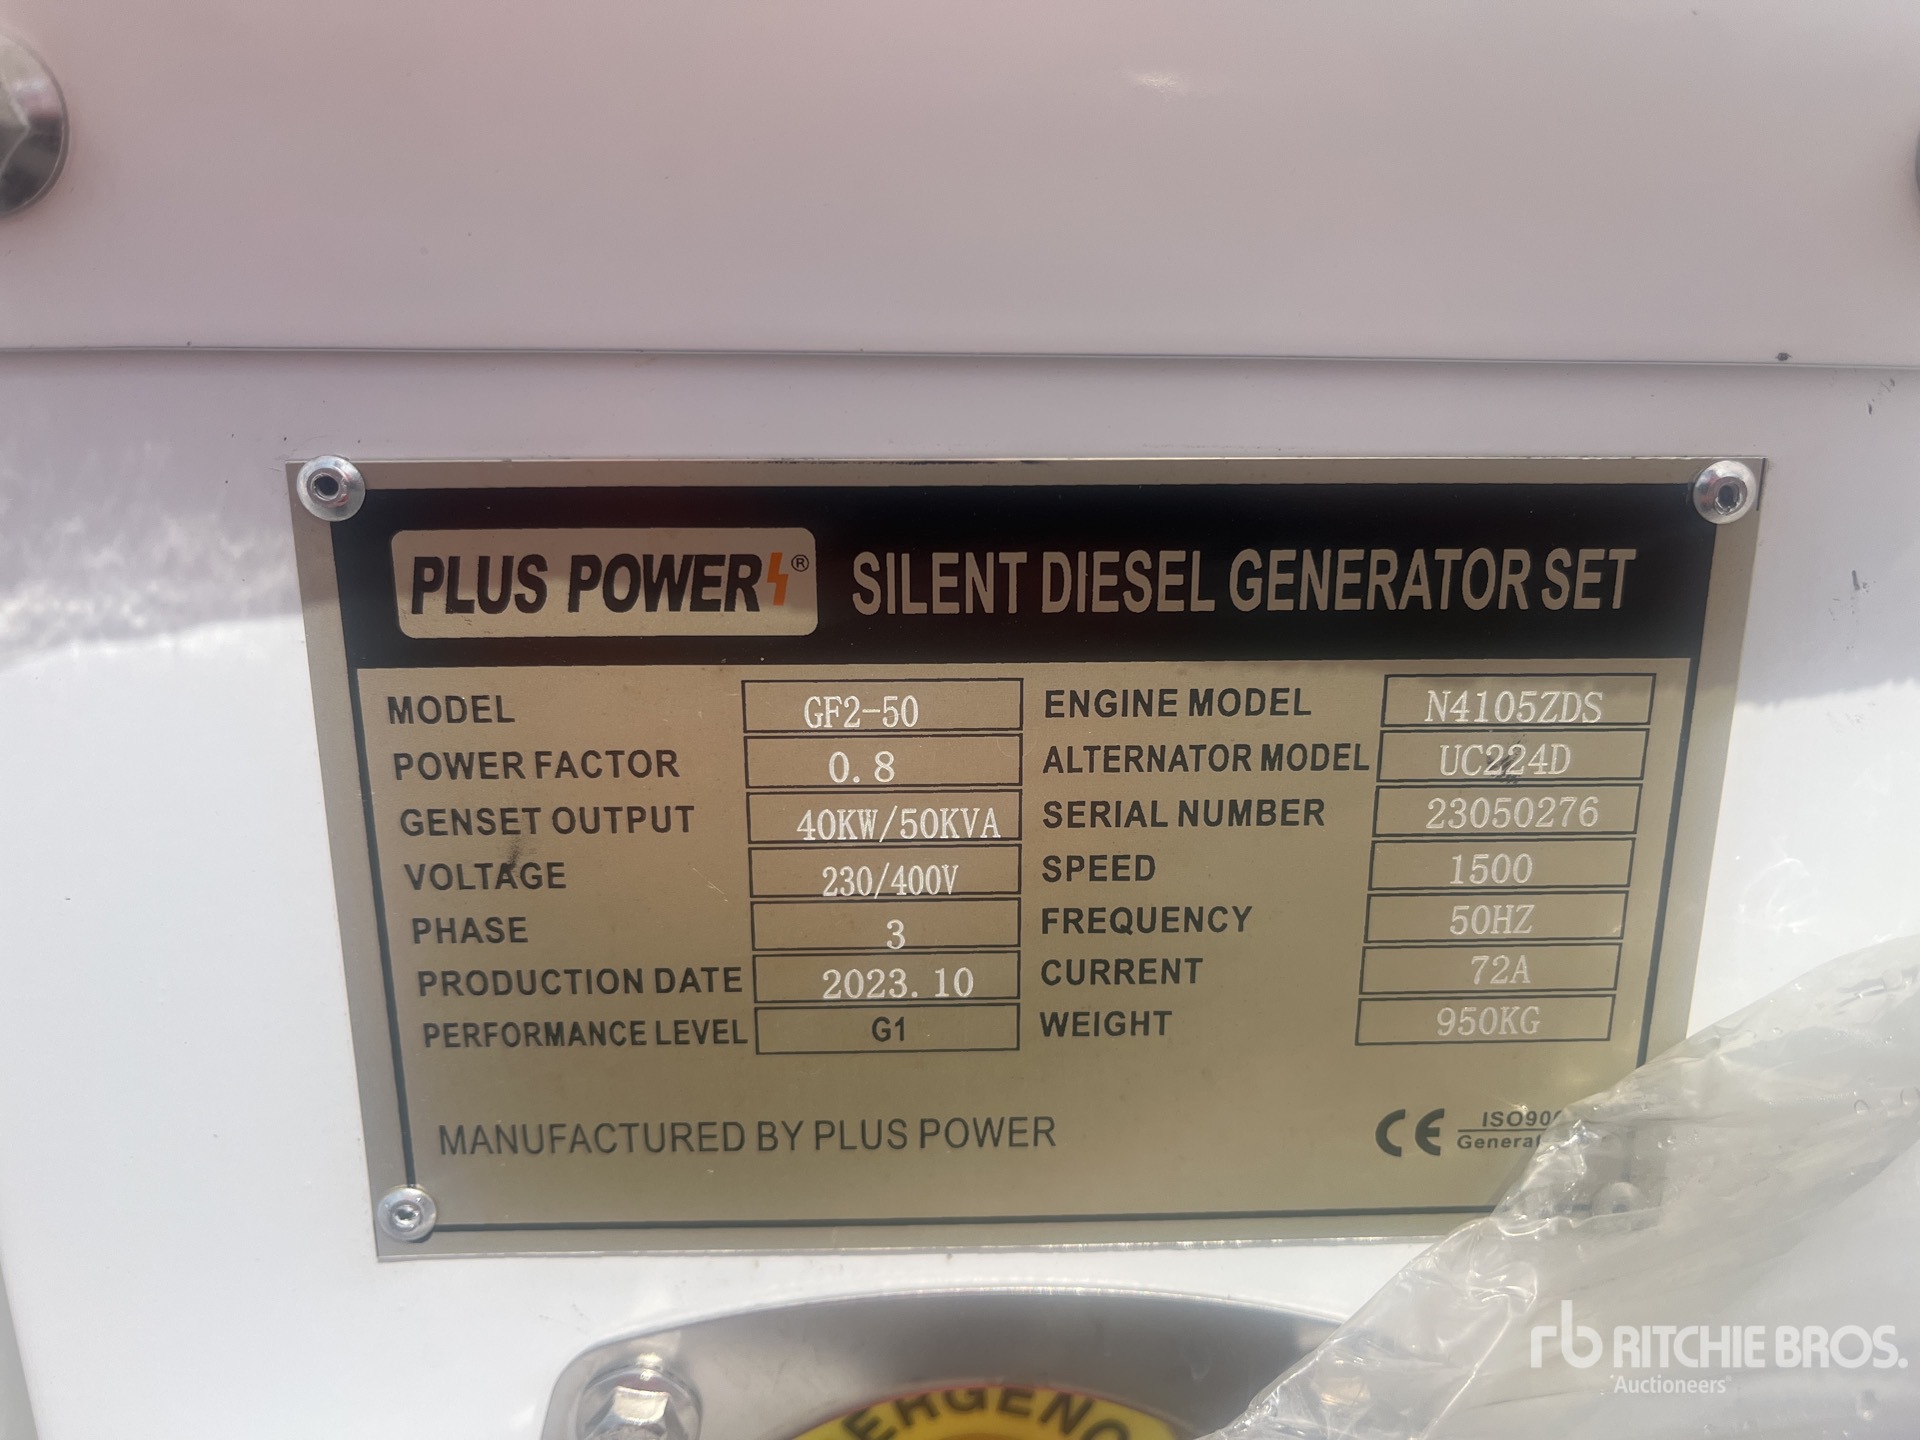 PLUS POWER® SILENT DIESEL GENERATOR SET
MODEL GF2-50 ENGINE MODEL N4105ZDS
POWER FACTOR 0.8 ALTERNATOR MODEL UC224D
GENSET OUTPUT 40KW/50KVA SERIAL NUMBER 23050276
VOLTAGE 230/400V SPEED 1500
PHASE 3 FREQUENCY 50HZ
PRODUCTION DATE 2023.10 CURRENT 72A
PERFORMANCE LEVEL G1 WEIGHT 950KG
MANUFACTURED BY PLUS POWER CE
rb RITCHIE BROS.
Auctioneers